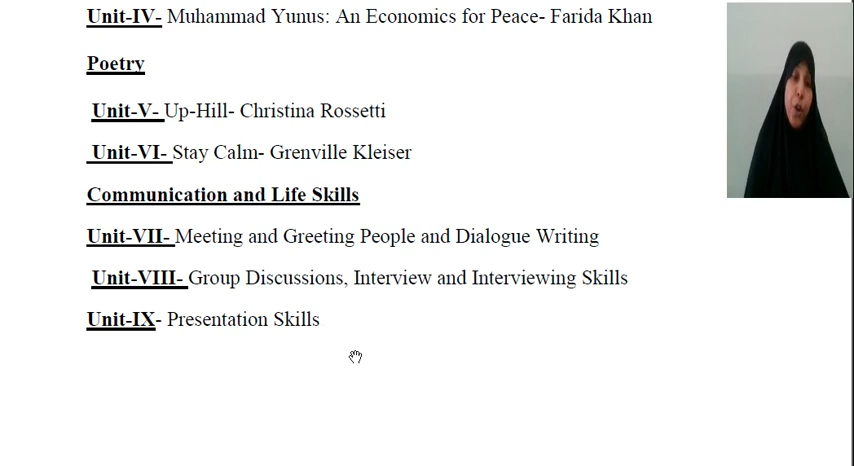 Unit-IV- Muhammad Yunus: An Economics for Peace- Farida Khan
Poetry
Unit-V- Up-Hill- Christina Rossetti
Unit-VI- Stay Calm- Grenville Kleiser
Communication and Life Skills
Unit-VII- Meeting and Greeting People and Dialogue Writing
Unit-VIII- Group Discussions, Interview and Interviewing Skills
Unit-IX- Presentation Skills